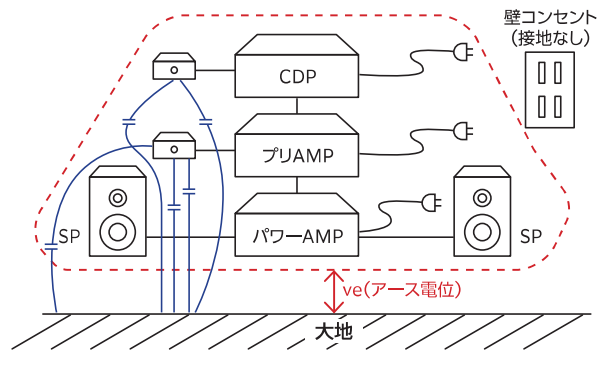 壁コンセント
(接地なし)
CDP
プリAMP
パワーAMP
SP
SP
ve(アース電位)
大地